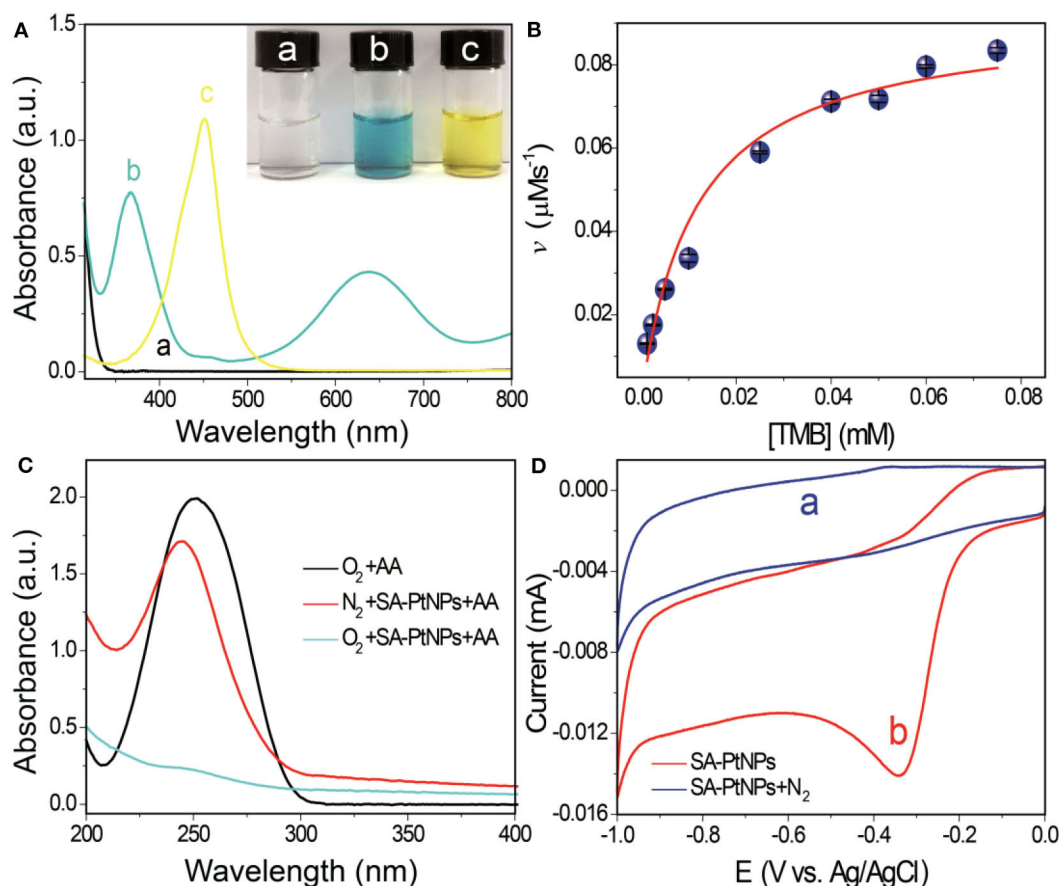 A
1.5
1.0
0.5
0.0
Absorbance (a.u.)
400 500 600 700 800
Wavelength (nm)
a
b
c
a b c
B
0.08
0.06
0.04
0.02
ν (μMs⁻¹)
0.00 0.02 0.04 0.06 0.08
[TMB] (mM)
C
2.0
1.5
1.0
0.5
0.0
Absorbance (a.u.)
O₂+AA
N₂+SA-PtNPs+AA
O₂+SA-PtNPs+AA
200 250 300 350 400
Wavelength (nm)
D
0.000
-0.004
-0.008
-0.012
-0.016
Current (mA)
a
b
SA-PtNPs
SA-PtNPs+N₂
-1.0 -0.8 -0.6 -0.4 -0.2 0.0
E (V vs. Ag/AgCl)